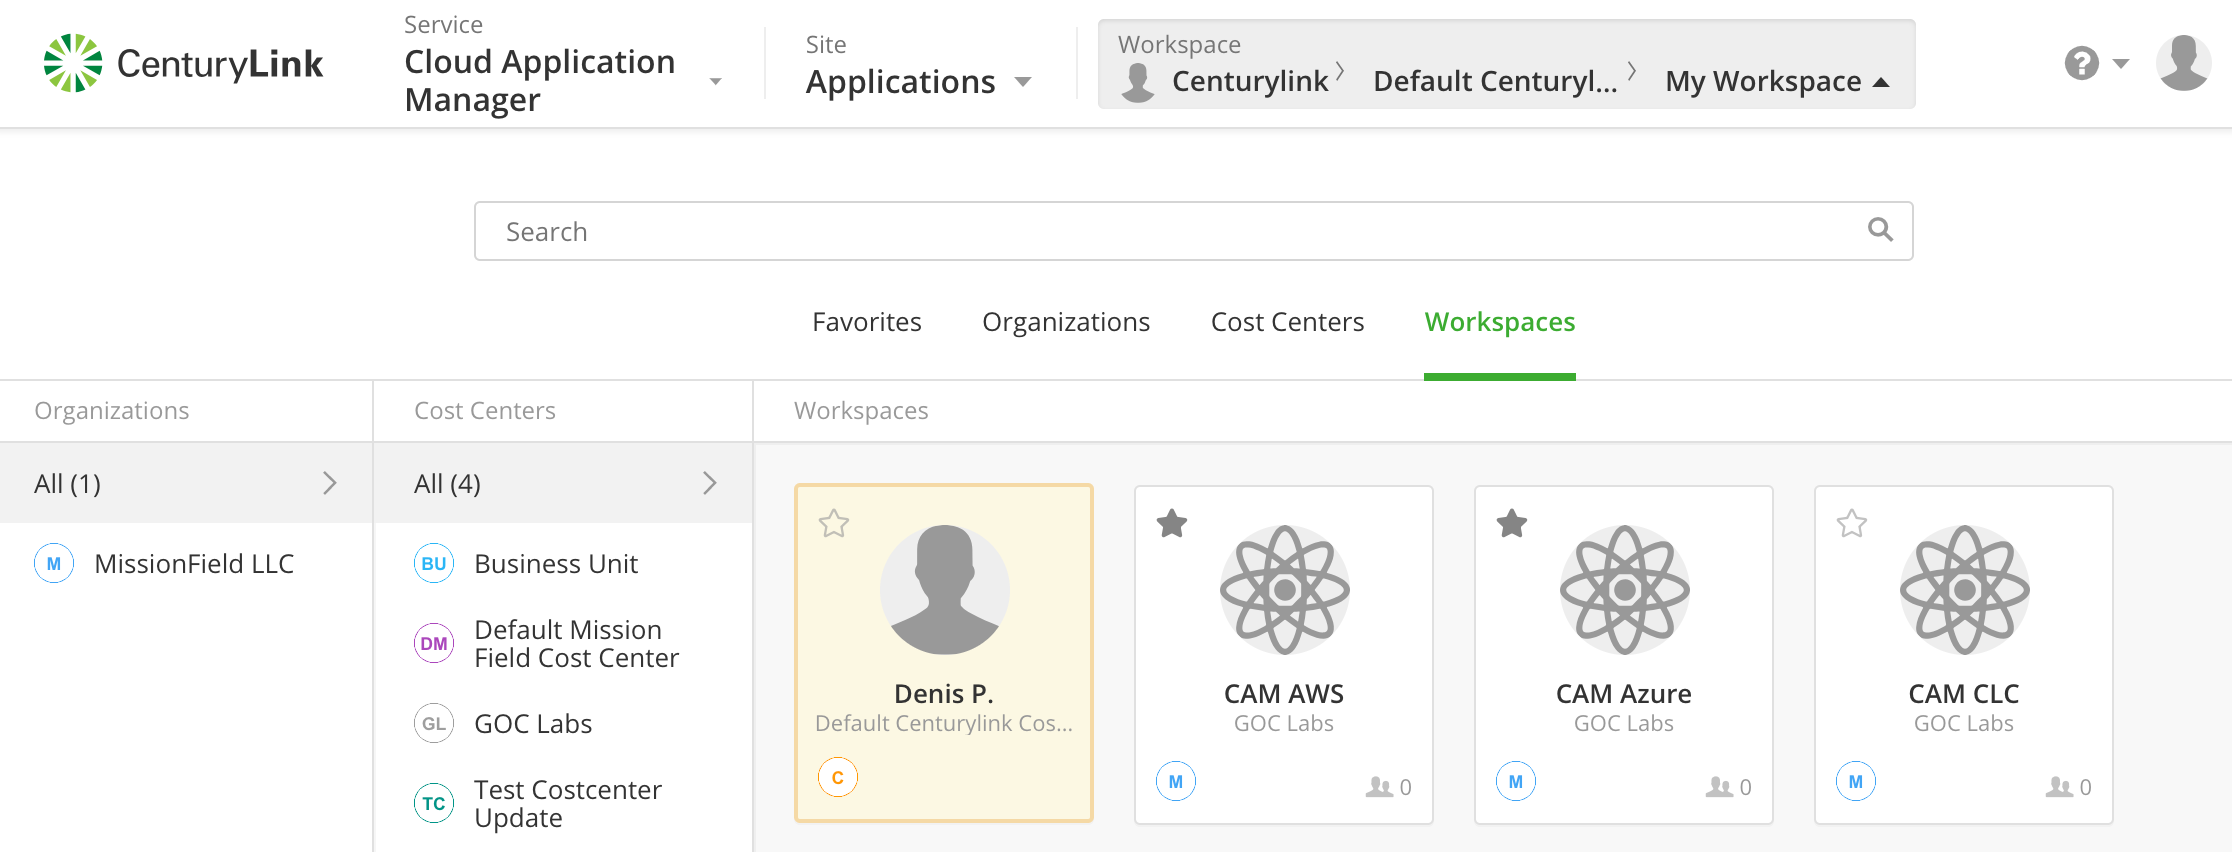 CenturyLink
Service
Cloud Application
Manager
Site
Applications
Workspace
Centurylink
Default Centuryl...
My Workspace
?
Search
Favorites
Organizations
Cost Centers
Workspaces
Organizations
Cost Centers
Workspaces
All (1)
M MissionField LLC
All (4)
BU Business Unit
DM Default Mission
Field Cost Center
GL GOC Labs
TC Test Costcenter
Update
Denis P.
Default Centurylink Cos...
C
CAM AWS
GOC Labs
M 0
CAM Azure
GOC Labs
M 0
CAM CLC
GOC Labs
M 0